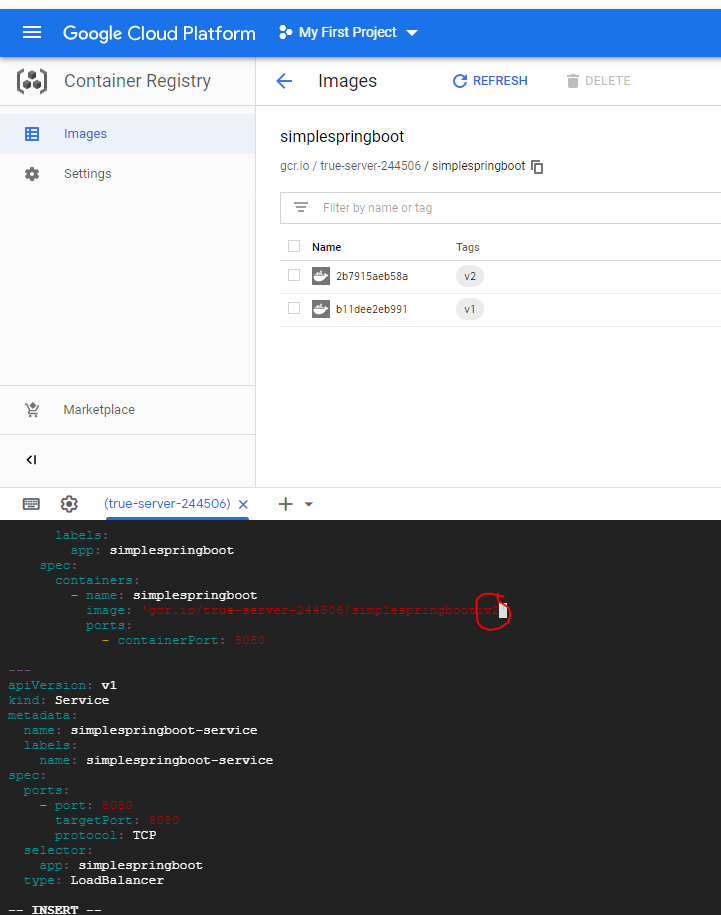 Google Cloud Platform My First Project
Container Registry
Images REFRESH DELETE
Images
Settings
simplespringboot
gcr.io / true-server-244506 / simplespringboot
Filter by name or tag
Name Tags
2b7915aeb58a v2
b11dee2eb991 v1
Marketplace
(true-server-244506)
labels:
app: simplespringboot
spec:
containers:
- name: simplespringboot
image: 'gcr.io/true-server-244506/simplespringboot:v2
ports:
- containerPort: 8080
---
apiVersion: v1
kind: Service
metadata:
name: simplespringboot-service
labels:
name: simplespringboot-service
spec:
ports:
- port: 8080
targetPort: 8080
protocol: TCP
selector:
app: simplespringboot
type: LoadBalancer
-- INSERT --